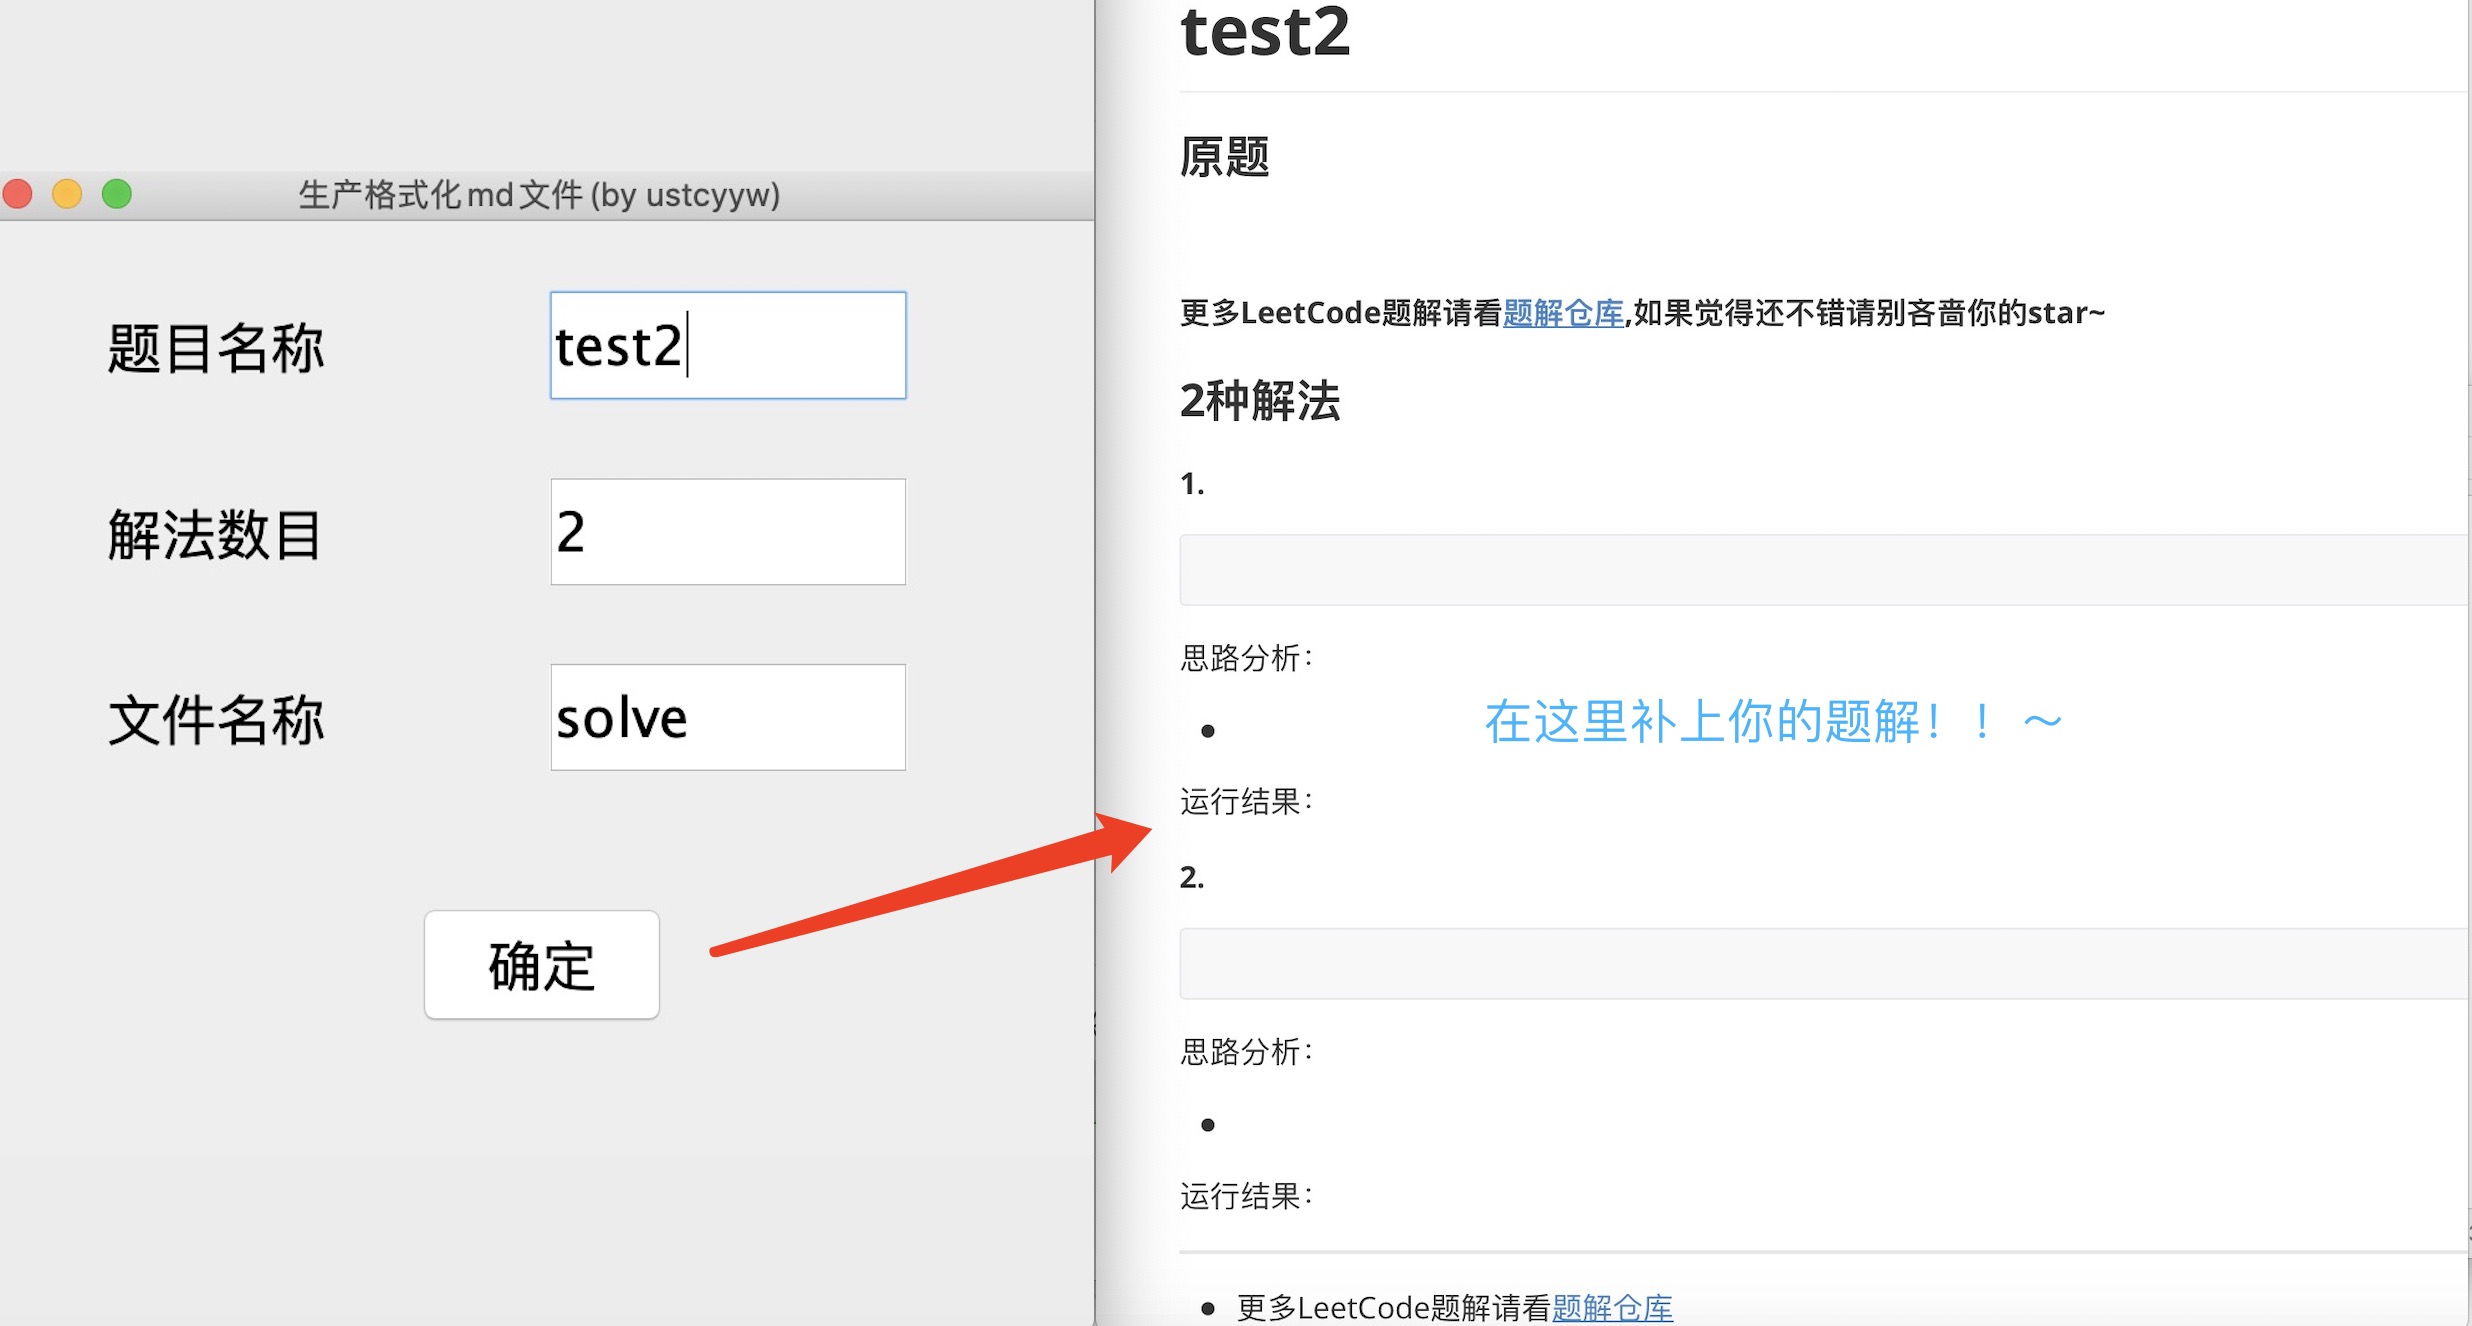 生产格式化md文件(by ustcyyw)
题目名称
test2
解法数目
2
文件名称
solve
确定
test2
原题
更多LeetCode题解请看题解仓库,如果觉得还不错请别吝啬你的star~
2种解法
1.
思路分析：
在这里补上你的题解！！～
运行结果：
2.
思路分析：
运行结果：
更多LeetCode题解请看题解仓库